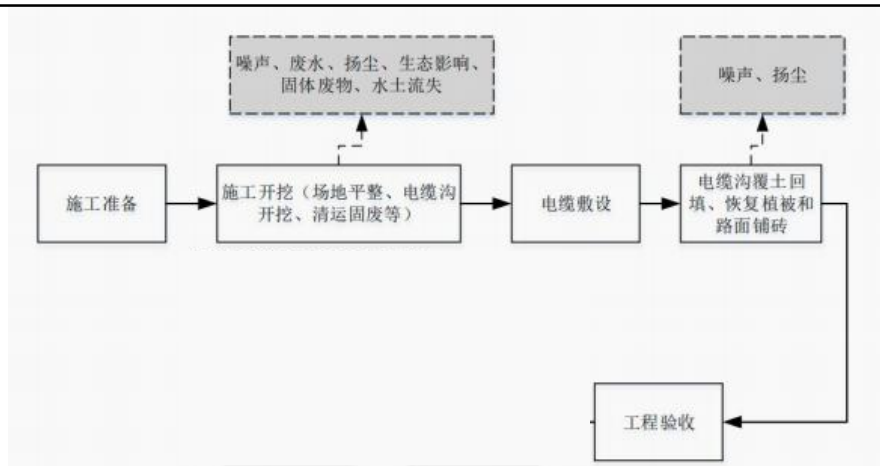 噪声、废水、扬尘、生态影响、
固体废物、水土流失
噪声、扬尘
施工准备
施工开挖（场地平整、电缆沟
开挖、清运固废等）
电缆敷设
电缆沟覆土回
填、恢复植被和
路面铺砖
工程验收